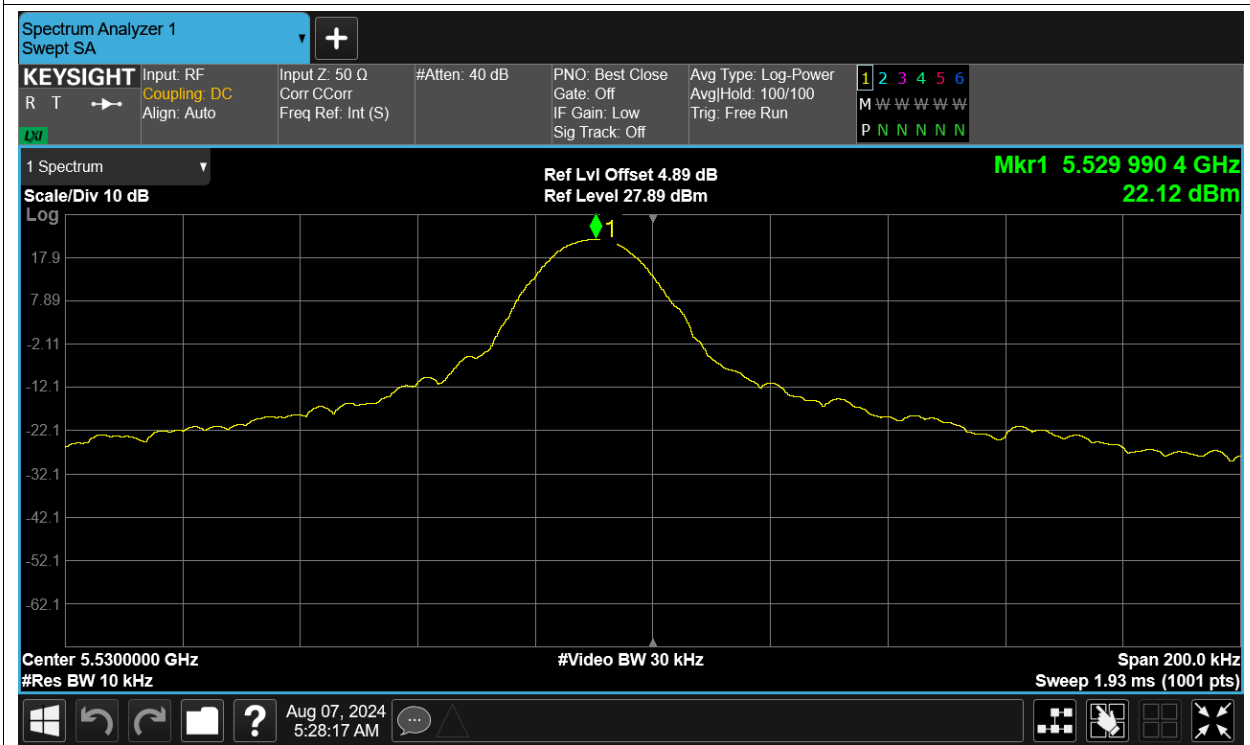 Spectrum Analyzer 1
Swept SA
KEYSIGHT
R T
LXI
Input: RF
Coupling: DC
Align: Auto
Input Z: 50 Ω
Corr CCorr
Freq Ref: Int (S)
#Atten: 40 dB
PNO: Best Close
Gate: Off
IF Gain: Low
Sig Track: Off
Avg Type: Log-Power
Avg|Hold: 100/100
Trig: Free Run
1 2 3 4 5 6
M W W W W W
P N N N N N
1 Spectrum
Scale/Div 10 dB
Ref Lvl Offset 4.89 dB
Ref Level 27.89 dBm
Mkr1 5.529 990 4 GHz
22.12 dBm
Log
1
17.9
7.89
-2.11
-12.1
-22.1
-32.1
-42.1
-52.1
-62.1
Center 5.5300000 GHz
#Res BW 10 kHz
#Video BW 30 kHz
Span 200.0 kHz
Sweep 1.93 ms (1001 pts)
?
Aug 07, 2024
5:28:17 AM